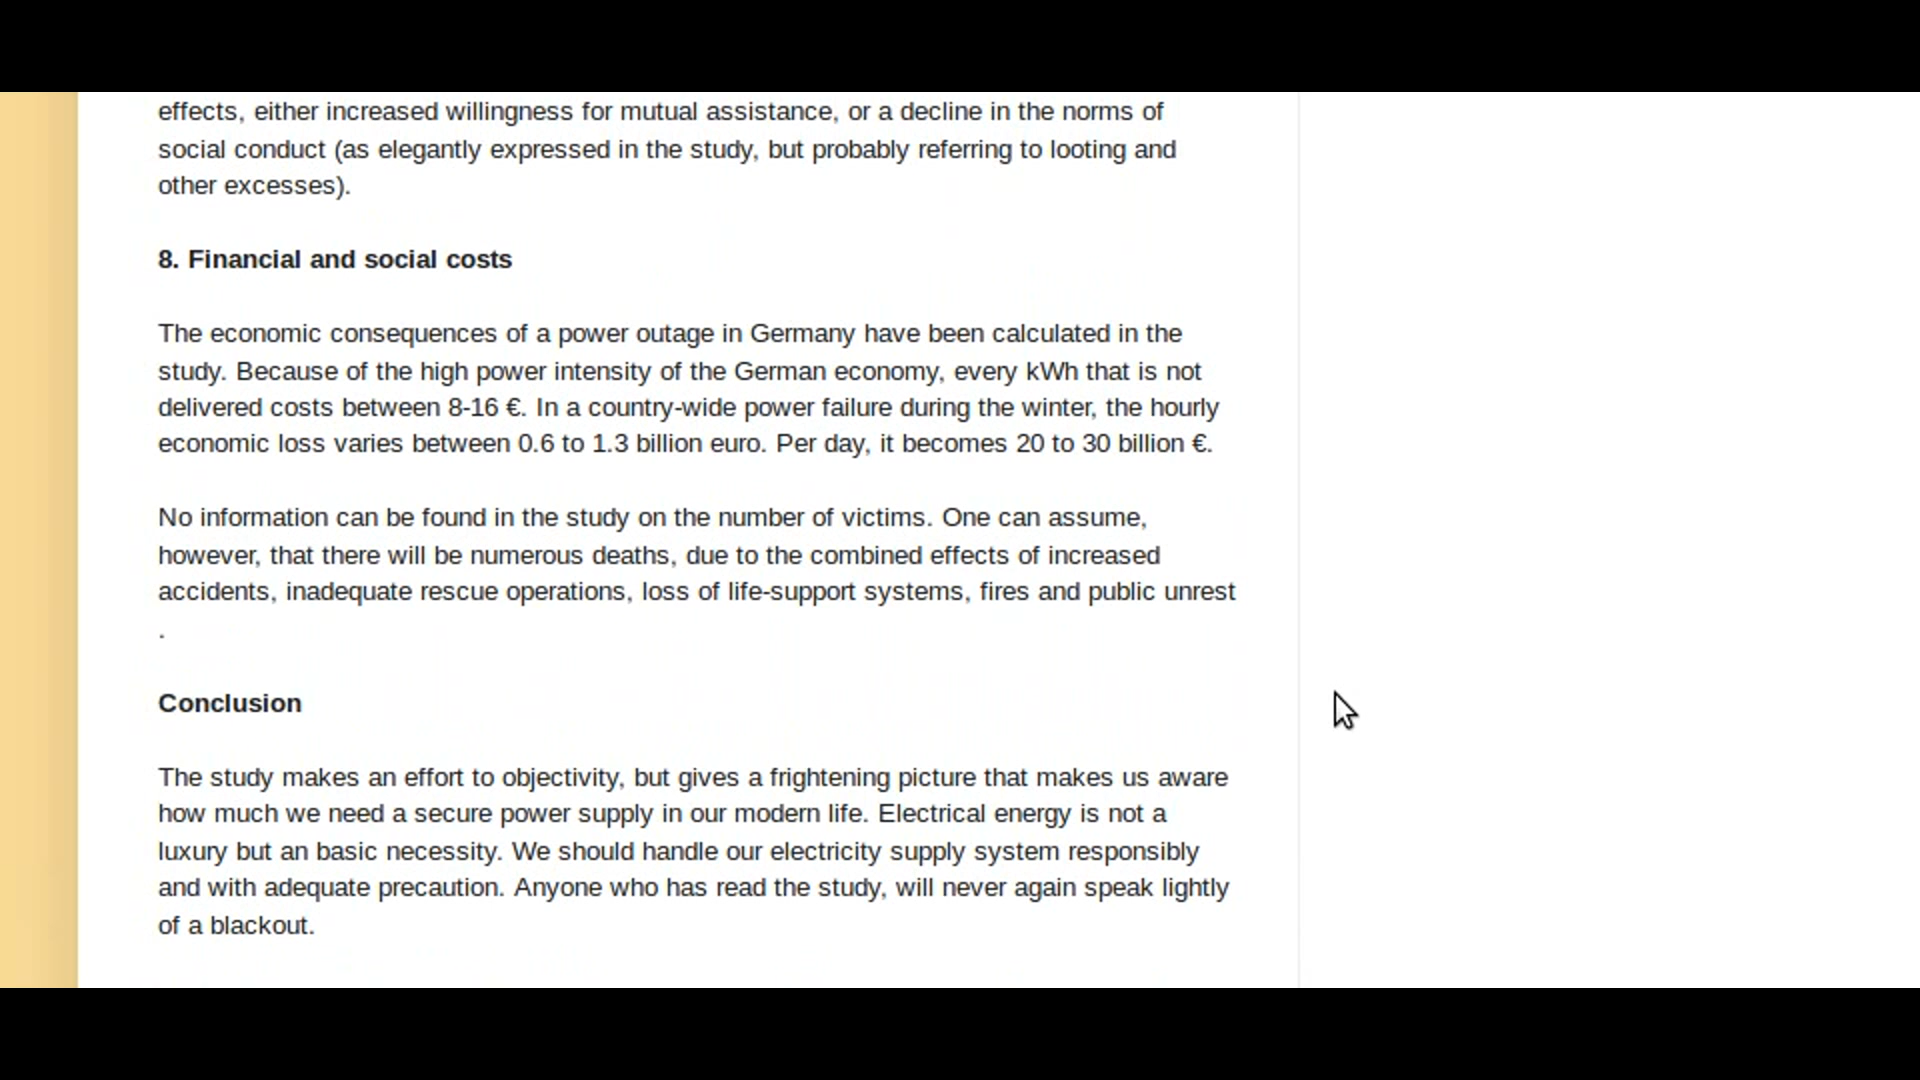 effects, either increased willingness for mutual assistance, or a decline in the norms of
social conduct (as elegantly expressed in the study, but probably referring to looting and
other excesses).
8. Financial and social costs
The economic consequences of a power outage in Germany have been calculated in the
study. Because of the high power intensity of the German economy, every kWh that is not
delivered costs between 8-16 €. In a country-wide power failure during the winter, the hourly
economic loss varies between 0.6 to 1.3 billion euro. Per day, it becomes 20 to 30 billion €.
No information can be found in the study on the number of victims. One can assume,
however, that there will be numerous deaths, due to the combined effects of increased
accidents, inadequate rescue operations, loss of life-support systems, fires and public unrest
.
Conclusion
The study makes an effort to objectivity, but gives a frightening picture that makes us aware
how much we need a secure power supply in our modern life. Electrical energy is not a
luxury but an basic necessity. We should handle our electricity supply system responsibly
and with adequate precaution. Anyone who has read the study, will never again speak lightly
of a blackout.